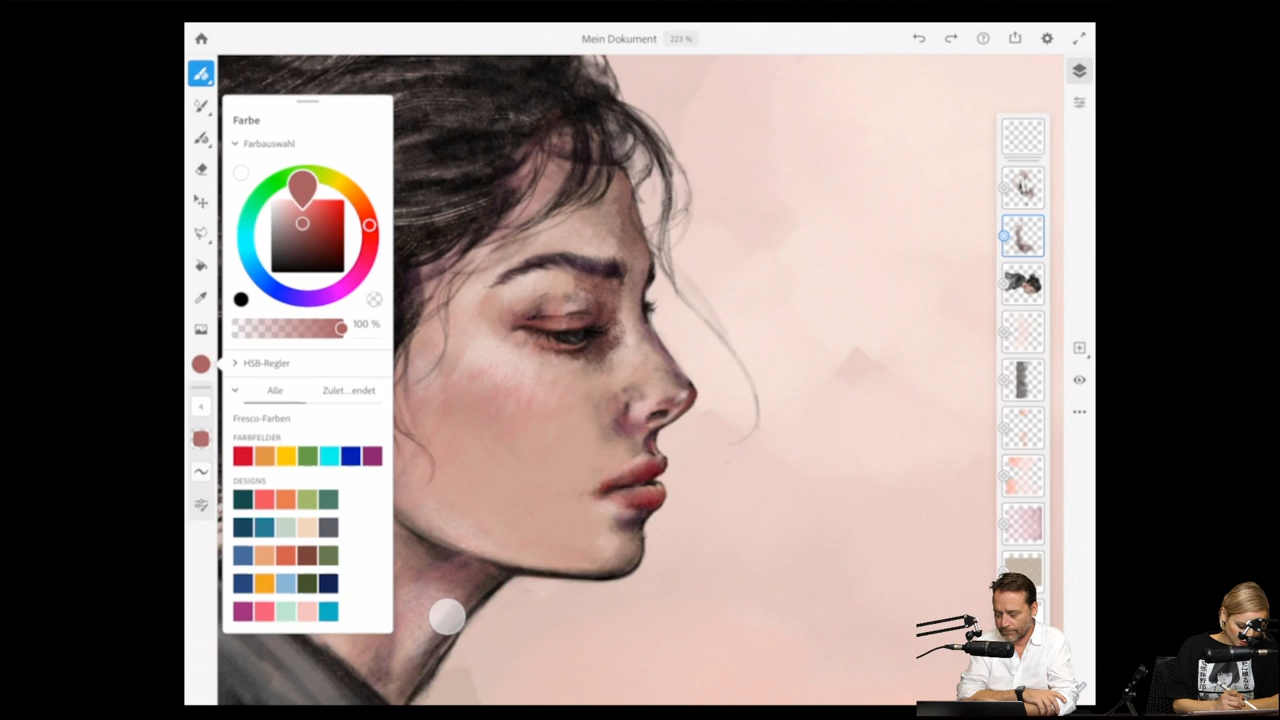 Mein Dokument 223 %
Farbe
Farbauswahl
100 %
HSB-Regler
Alle Zulet...endet
Fresco-Farben
FARBFELDER
DESIGNS
4